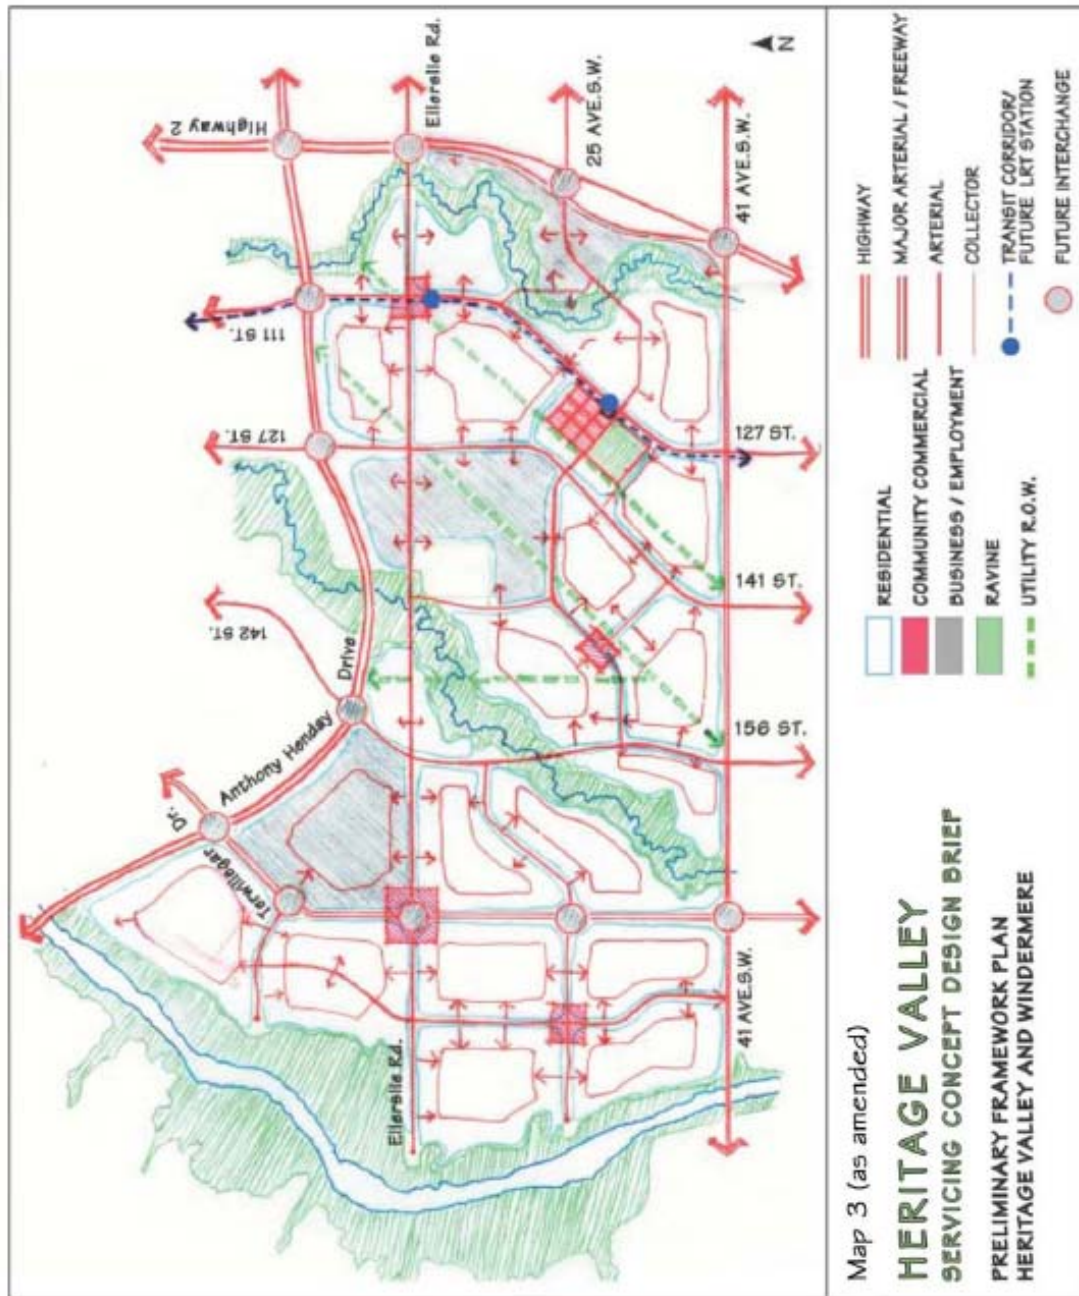 Highway 2
Ellerslie Rd.
25 AVE.S.W.
41 AVE.S.W.
111 ST.
127 ST.
142 ST.
Anthony Henday
Drive
Terwillegar
Dr.
127 ST.
141 ST.
156 ST.
Ellerslie Rd.
41 AVE.S.W.
N
Map 3 (as amended)
HERITAGE VALLEY
SERVICING CONCEPT DESIGN BRIEF
PRELIMINARY FRAMEWORK PLAN
HERITAGE VALLEY AND WINDERMERE
RESIDENTIAL
COMMUNITY COMMERCIAL
BUSINESS / EMPLOYMENT
RAVINE
UTILITY R.O.W.
HIGHWAY
MAJOR ARTERIAL / FREEWAY
ARTERIAL
COLLECTOR
TRANSIT CORRIDOR/
FUTURE LRT STATION
FUTURE INTERCHANGE